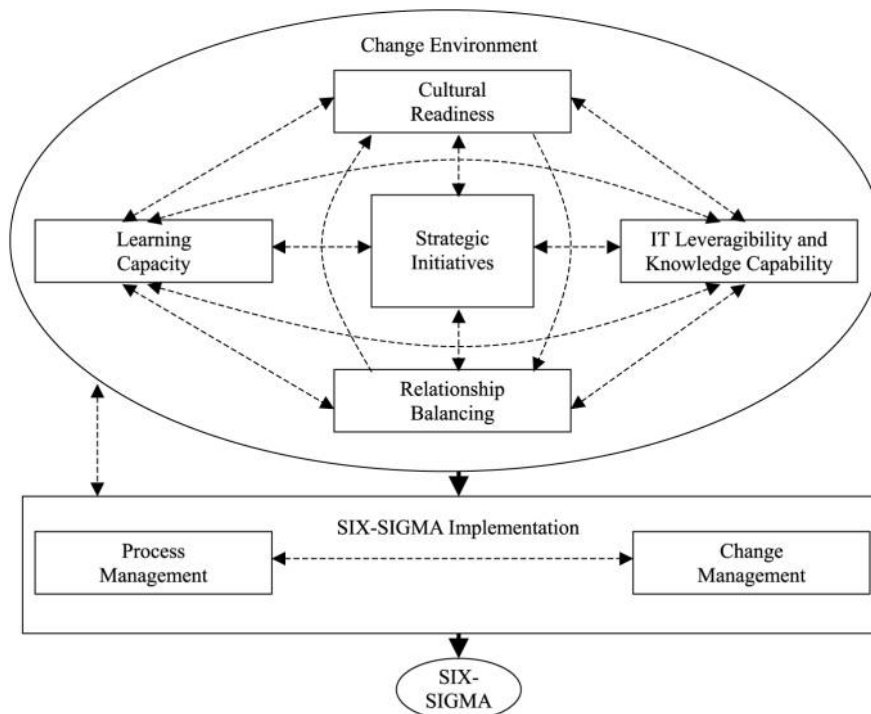 Change Environment
Cultural
Readiness
Learning
Capacity
Strategic
Initiatives
IT Leveragibility and
Knowledge Capability
Relationship
Balancing
SIX-SIGMA Implementation
Process
Management
Change
Management
SIX-
SIGMA